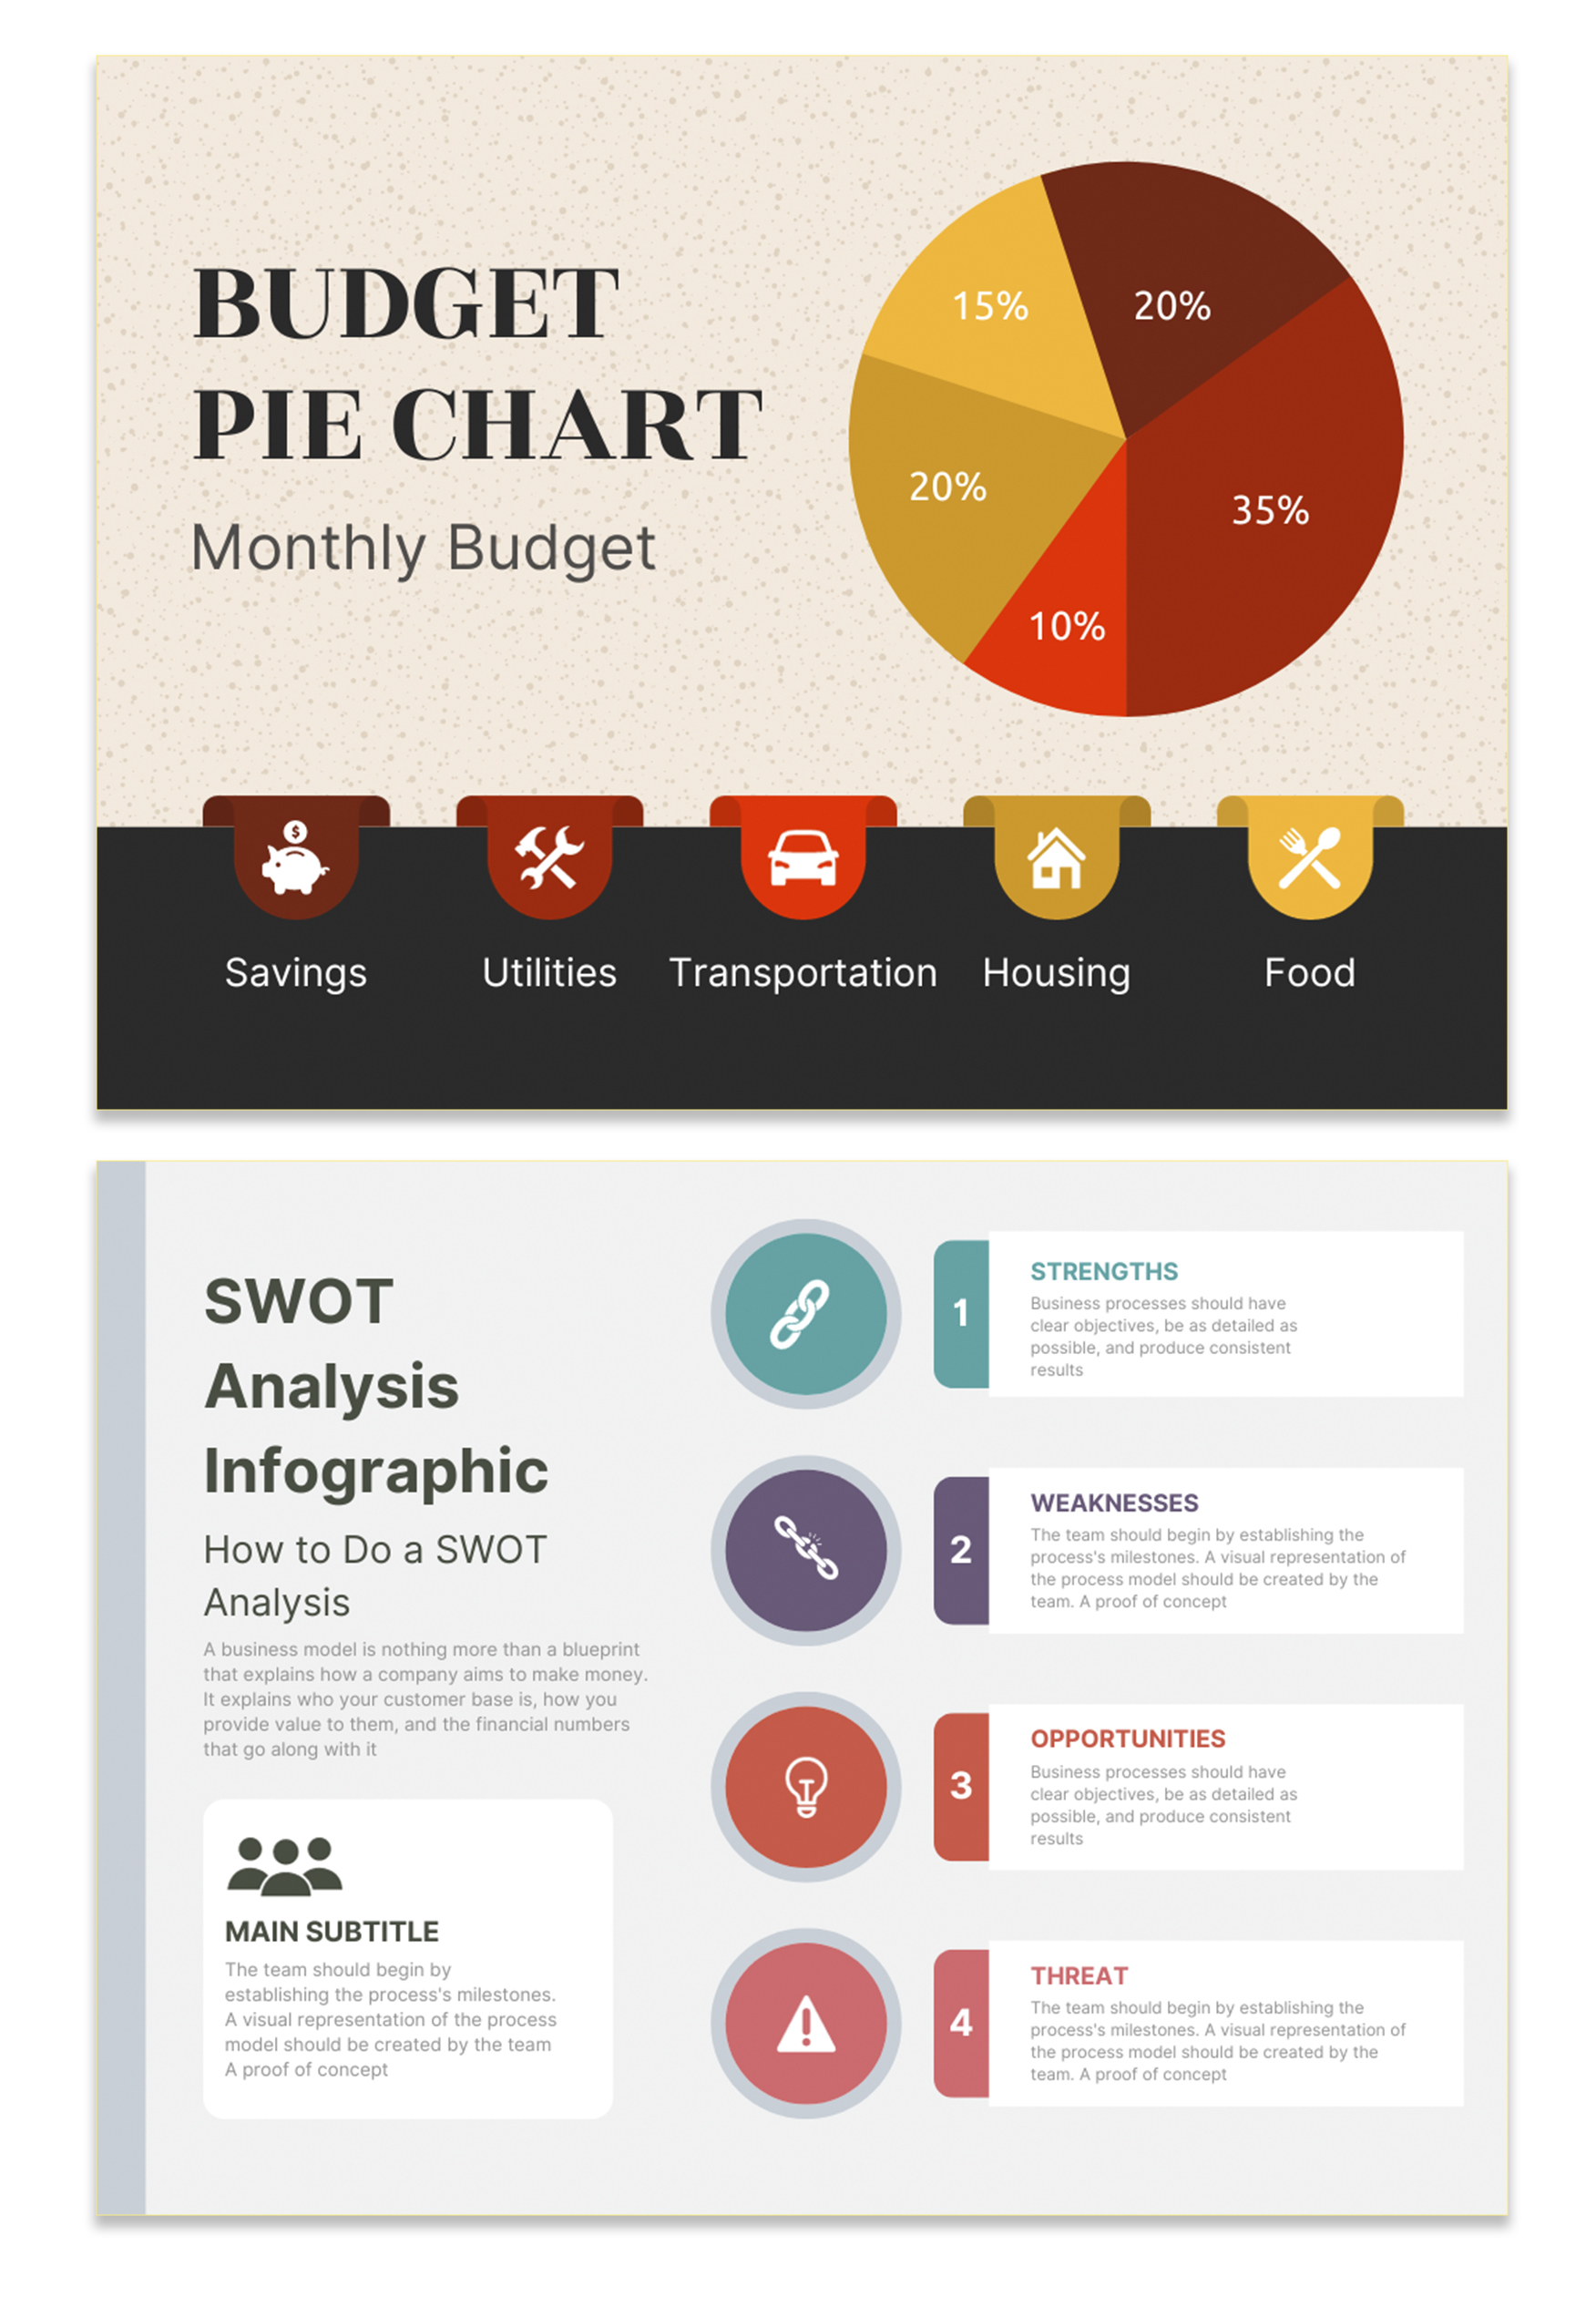 BUDGET
PIE CHART
Monthly Budget
15%
20%
20%
35%
10%
$
Savings
Utilities
Transportation
Housing
Food
SWOT
Analysis
Infographic
How to Do a SWOT
Analysis
A business model is nothing more than a blueprint
that explains how a company aims to make money.
It explains who your customer base is, how you
provide value to them, and the financial numbers
that go along with it
MAIN SUBTITLE
The team should begin by
establishing the process's milestones.
A visual representation of the process
model should be created by the team
A proof of concept
1
STRENGTHS
Business processes should have
clear objectives, be as detailed as
possible, and produce consistent
results
2
WEAKNESSES
The team should begin by establishing the
process's milestones. A visual representation of
the process model should be created by the
team. A proof of concept
3
OPPORTUNITIES
Business processes should have
clear objectives, be as detailed as
possible, and produce consistent
results
4
THREAT
The team should begin by establishing the
process's milestones. A visual representation of
the process model should be created by the
team. A proof of concept